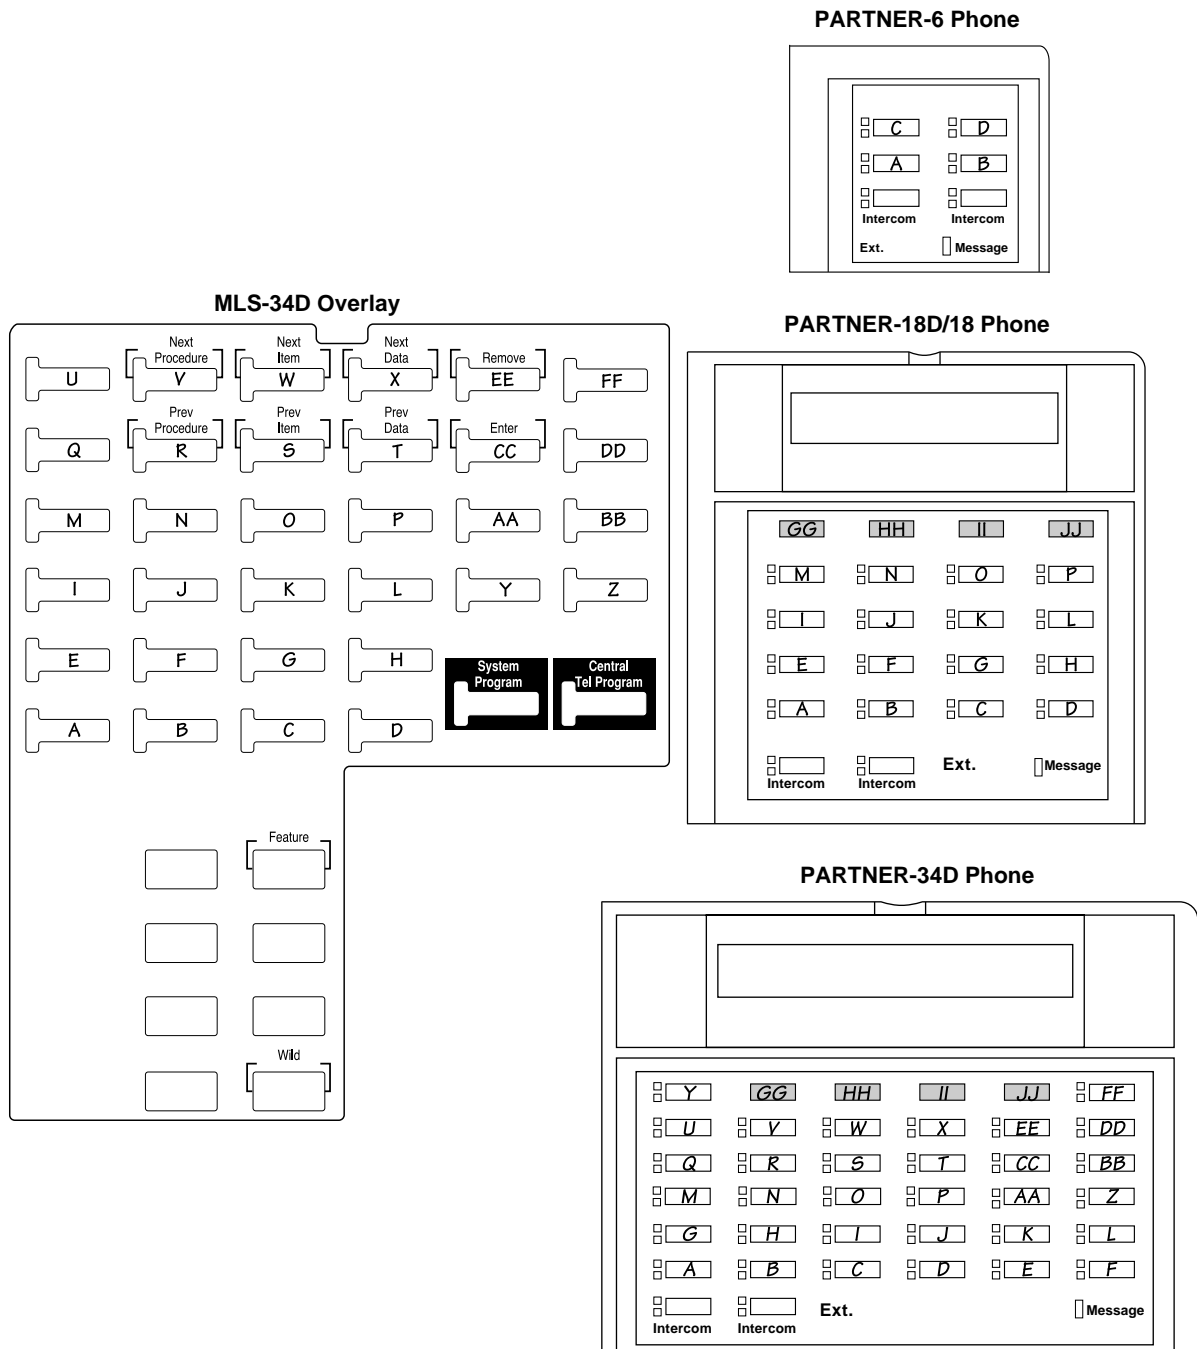 PARTNER-6 Phone
C D
A B
Intercom Intercom
Ext. Message
MLS-34D Overlay
Next Procedure Next Item Next Data Remove
U V W X EE FF
Prev Procedure Prev Item Prev Data Enter
Q R S T CC DD
M N O P AA BB
I J K L Y Z
E F G H
System Program Central Tel Program
A B C D
Feature
Wild
PARTNER-18D/18 Phone
GG HH II JJ
M N O P
I J K L
E F G H
A B C D
Ext. Message
Intercom Intercom
PARTNER-34D Phone
Y GG HH II JJ FF
U V W X EE DD
Q R S T CC BB
M N O P AA Z
G H I J K L
A B C D E F
Ext. Message
Intercom Intercom